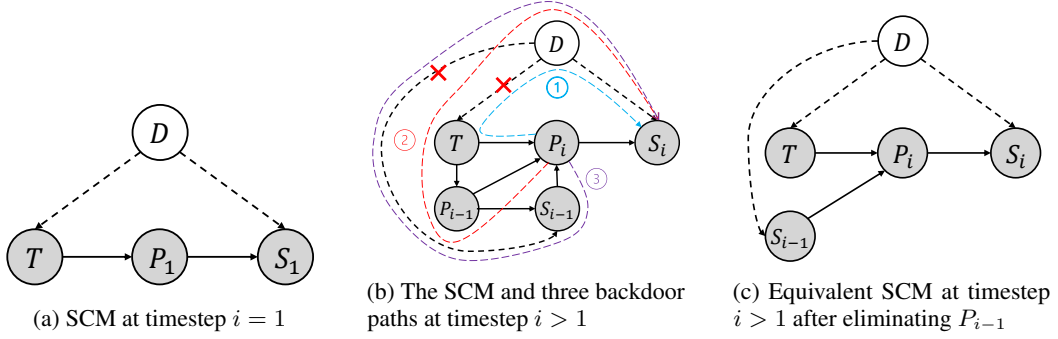 D
T
P₁
S₁
(a) SCM at timestep i = 1
D
①
②
T
Pᵢ
Sᵢ
③
Pᵢ₋₁
Sᵢ₋₁
(b) The SCM and three backdoor
paths at timestep i > 1
D
T
Pᵢ
Sᵢ
Sᵢ₋₁
(c) Equivalent SCM at timestep
i > 1 after eliminating Pᵢ₋₁